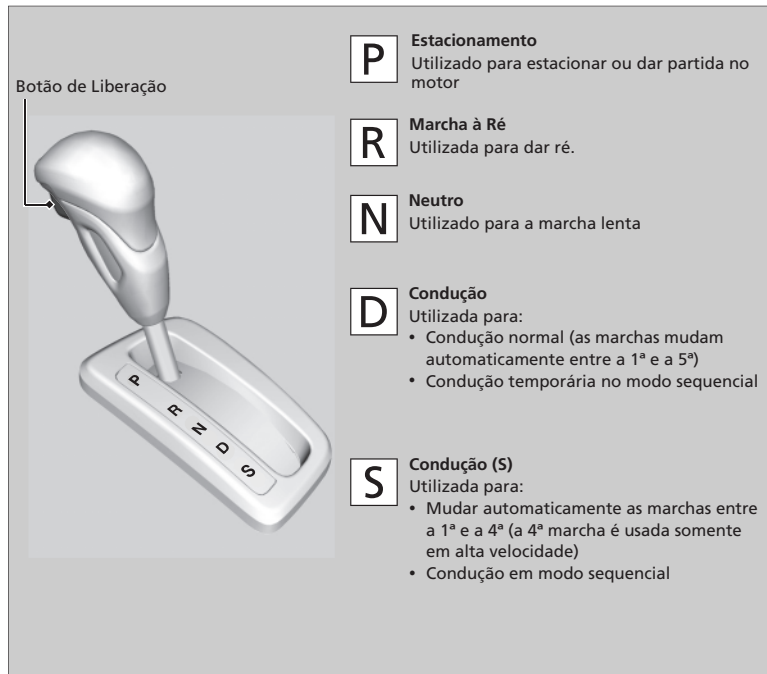 Botão de Liberação
P
R
N
D
S
P
Estacionamento
Utilizado para estacionar ou dar partida no
motor
R
Marcha à Ré
Utilizada para dar ré.
N
Neutro
Utilizado para a marcha lenta
D
Condução
Utilizada para:
• Condução normal (as marchas mudam
automaticamente entre a 1ª e a 5ª)
• Condução temporária no modo sequencial
S
Condução (S)
Utilizada para:
• Mudar automaticamente as marchas entre
a 1ª e a 4ª (a 4ª marcha é usada somente
em alta velocidade)
• Condução em modo sequencial